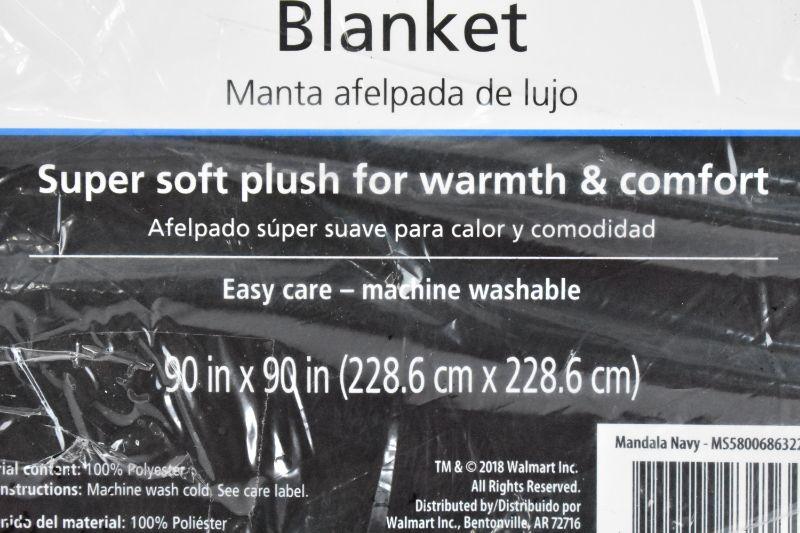 Blanket
Manta afelpada de lujo
Super soft plush for warmth & comfort
Afelpado súper suave para calor y comodidad
Easy care – machine washable
90 in x 90 in (228.6 cm x 228.6 cm)
Mandala Navy - MS5800686322
rial content: 100% Polyester
nstructions: Machine wash cold. See care label.
nido del material: 100% Poliéster
TM & © 2018 Walmart Inc.
All Rights Reserved.
Distributed by/Distribuido por
Walmart Inc., Bentonville, AR 72716